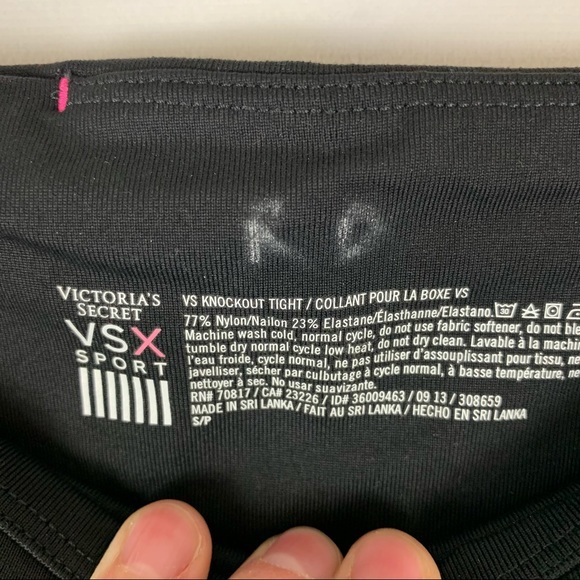 VICTORIA'S
SECRET
VSX
SPORT
VS KNOCKOUT TIGHT / COLLANT POUR LA BOXE VS
77% Nylon/Nailon 23% Elastane/Élasthanne/Elastano.
Machine wash cold, normal cycle, do not use fabric softener, do not ble
tumble dry normal cycle low heat, do not dry clean. Lavable à la machin
l'eau froide, cycle normal, ne pas utiliser d'assouplissant pour tissu, ne
javelliser, sécher par culbutage à cycle normal, à basse température, ne
nettoyer à sec. No usar suavizante.
RN# 70817 / CA# 23226 / ID# 36009463 / 09 13 / 308659
MADE IN SRI LANKA / FAIT AU SRI LANKA / HECHO EN SRI LANKA
S/P